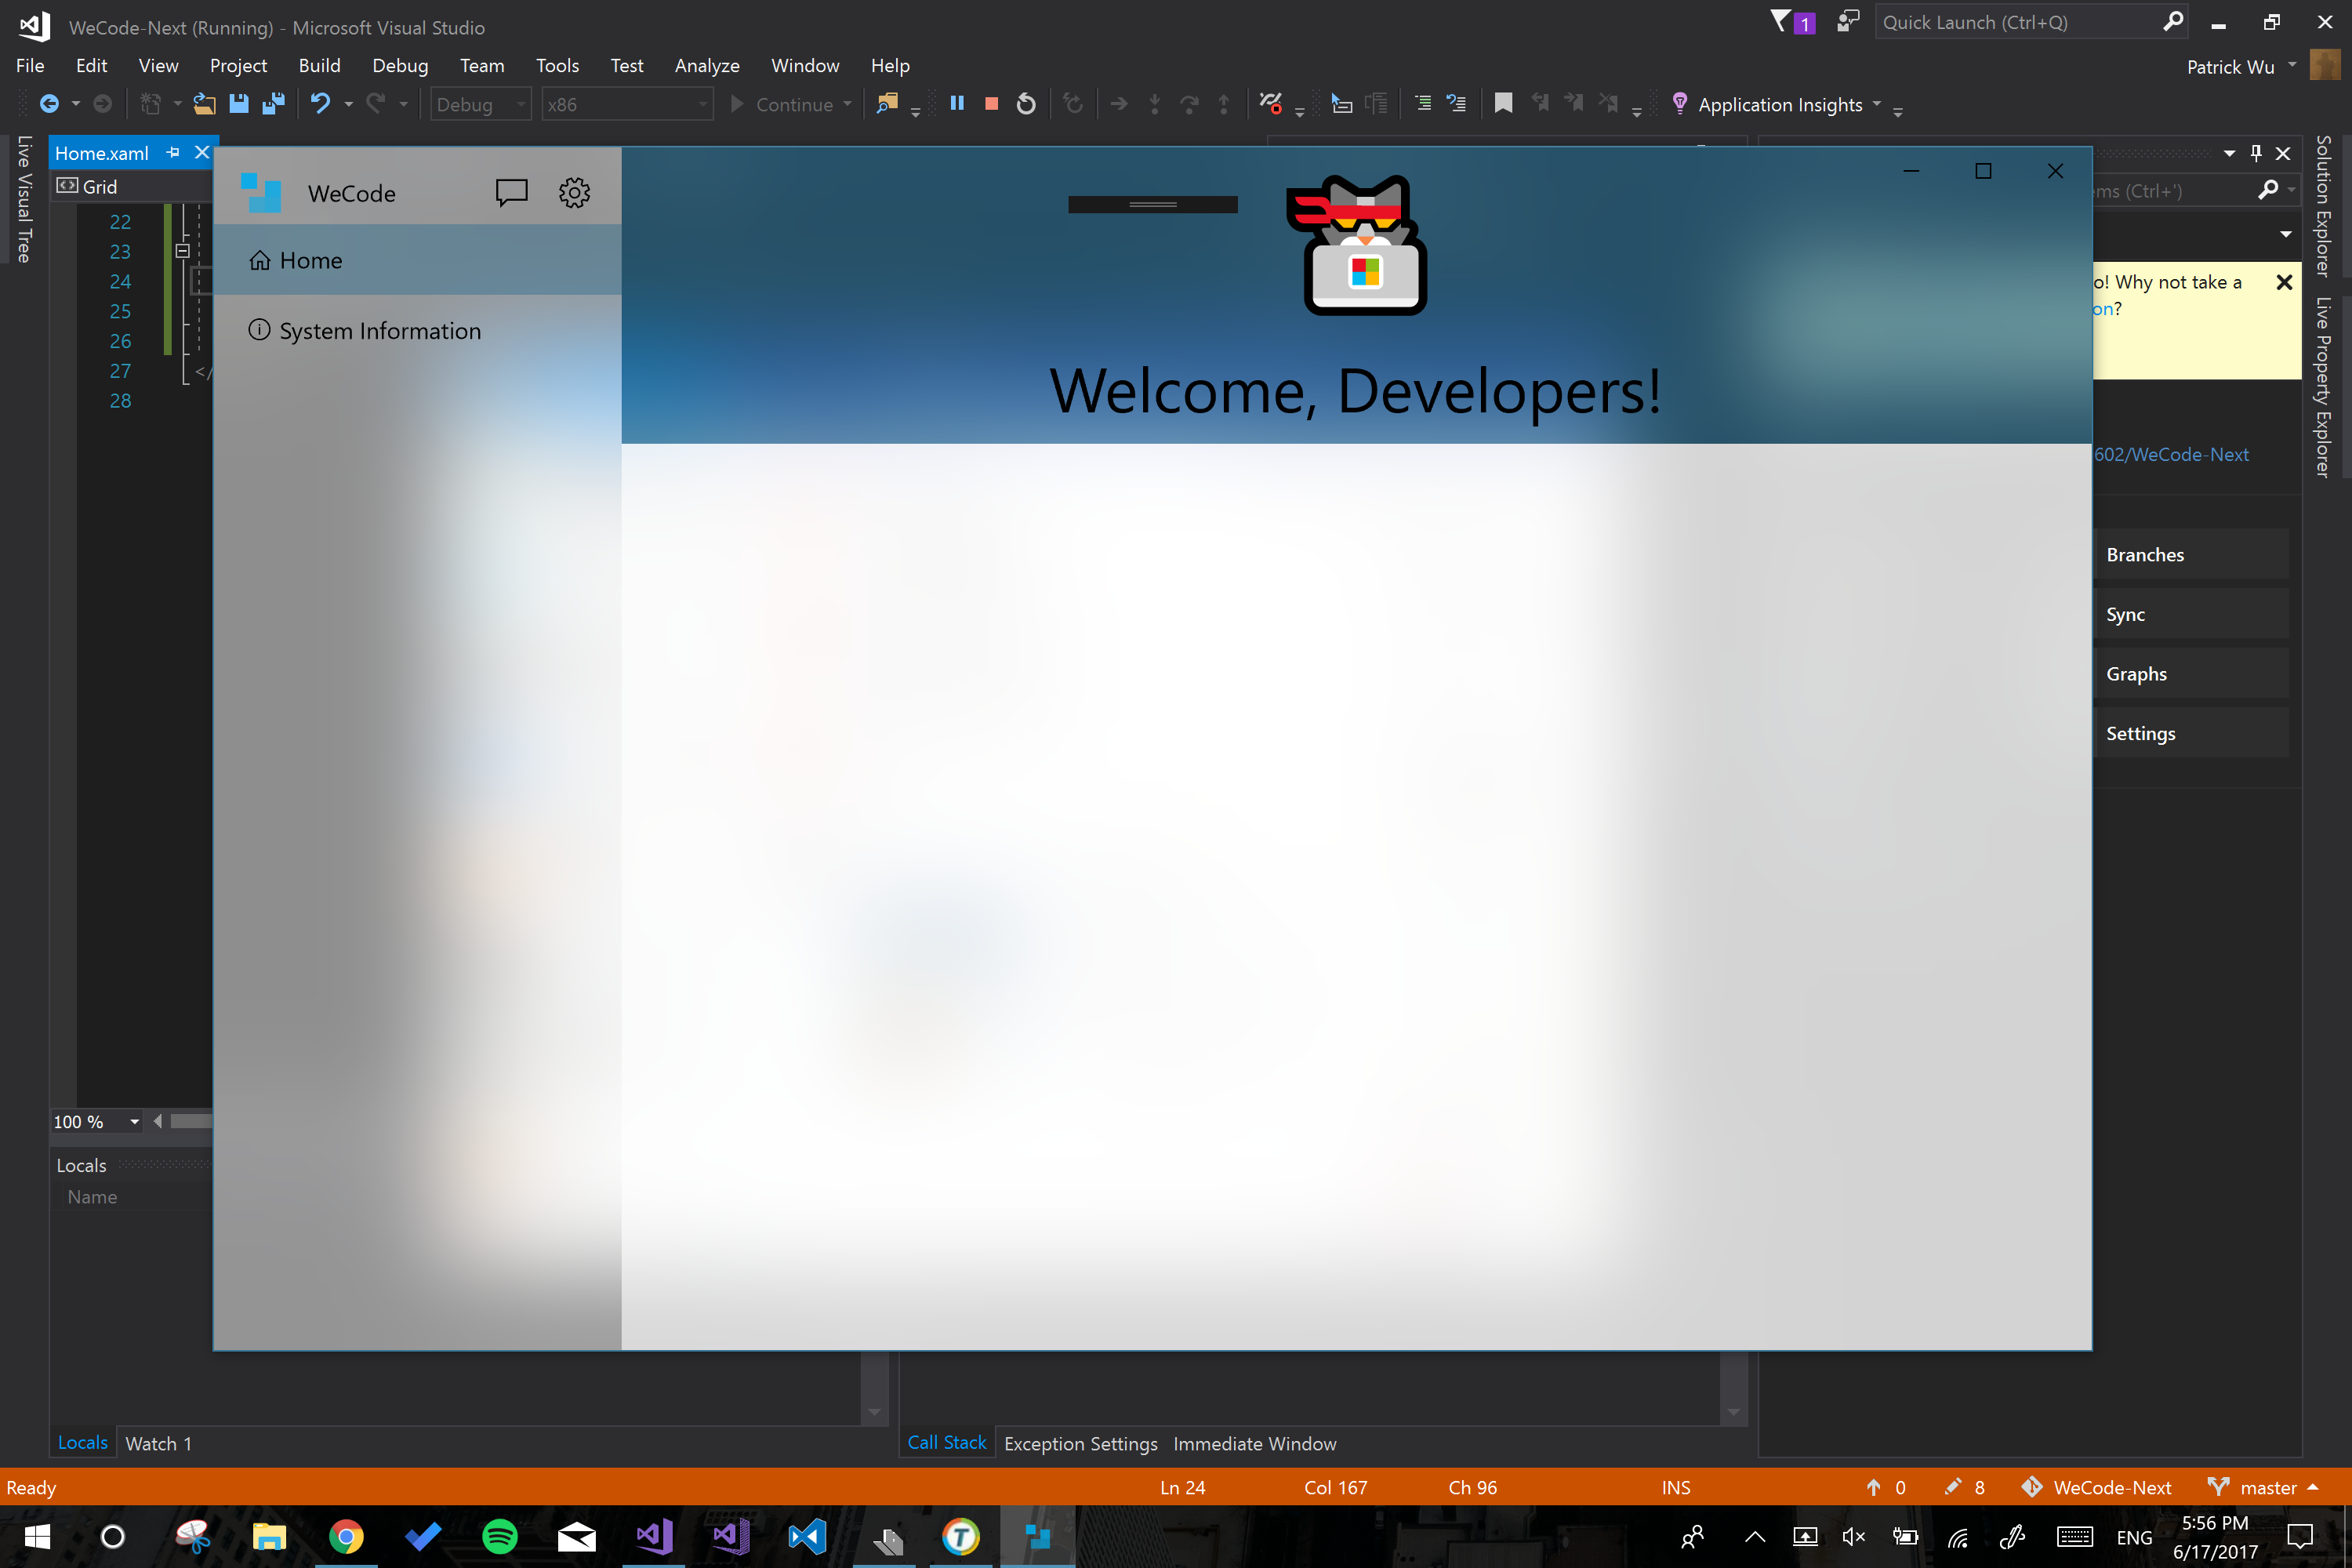 WeCode-Next (Running) - Microsoft Visual Studio
1
Quick Launch (Ctrl+Q)
File Edit View Project Build Debug Team Tools Test Analyze Window Help
Patrick Wu
Debug x86 Continue Application Insights
Live Visual Tree
Home.xaml
Grid
22
23
24
25
26
27 </
28
WeCode
Home
System Information
Welcome, Developers!
ems (Ctrl+')
o! Why not take a
on?
602/WeCode-Next
Branches
Sync
Graphs
Settings
Solution Explorer
Live Property Explorer
100 %
Locals
Name
Locals Watch 1
Call Stack Exception Settings Immediate Window
Ready Ln 24 Col 167 Ch 96 INS 0 8 WeCode-Next master
ENG
5:56 PM
6/17/2017